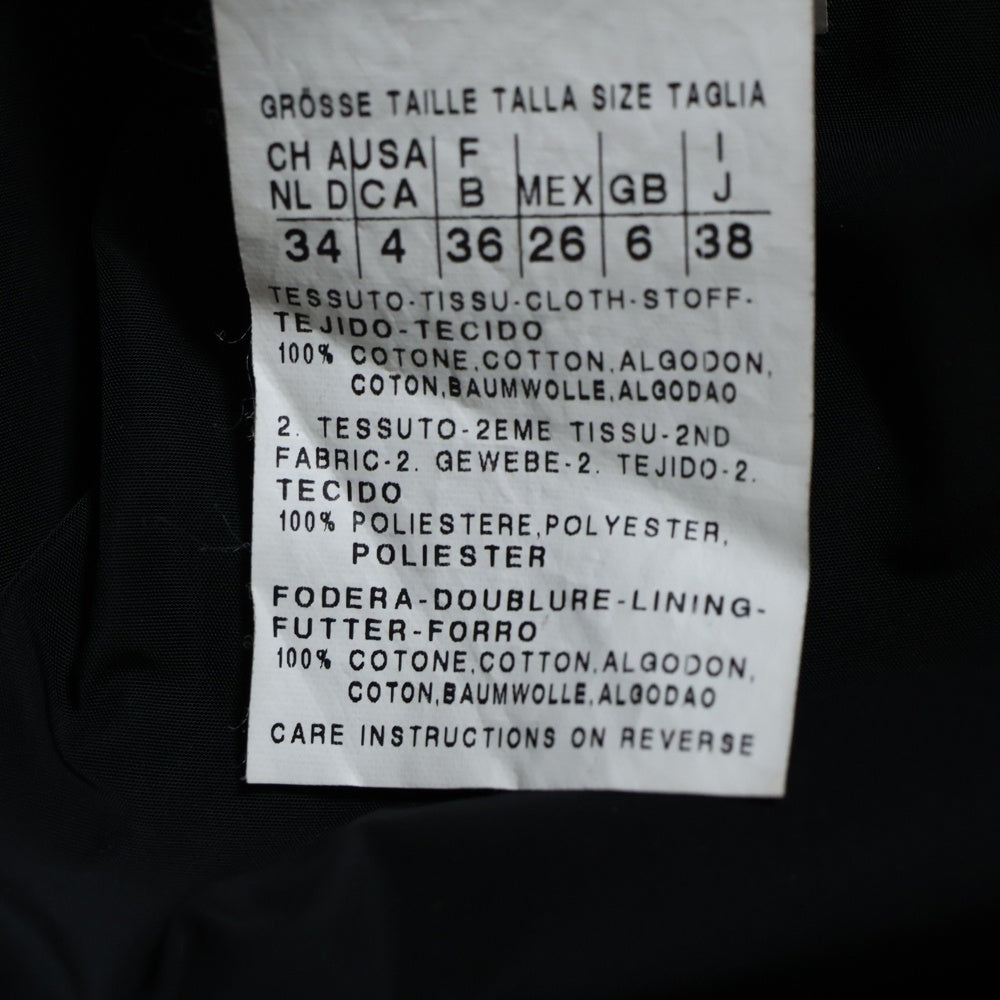 GRÖSSE TAILLE TALLA SIZE TAGLIA
CH AUSA F I
NL D CA B MEX GB J
34 4 36 26 6 38
TESSUTO-TISSU-CLOTH-STOFF-
TEJIDO-TECIDO
100% COTONE,COTTON,ALGODON,
COTON,BAUMWOLLE,ALGODAO
2. TESSUTO-2EME TISSU-2ND
FABRIC-2. GEWEBE-2. TEJIDO-2.
TECIDO
100% POLIESTERE,POLYESTER,
POLIESTER
FODERA-DOUBLURE-LINING-
FUTTER-FORRO
100% COTONE,COTTON,ALGODON,
COTON,BAUMWOLLE,ALGODAO
CARE INSTRUCTIONS ON REVERSE